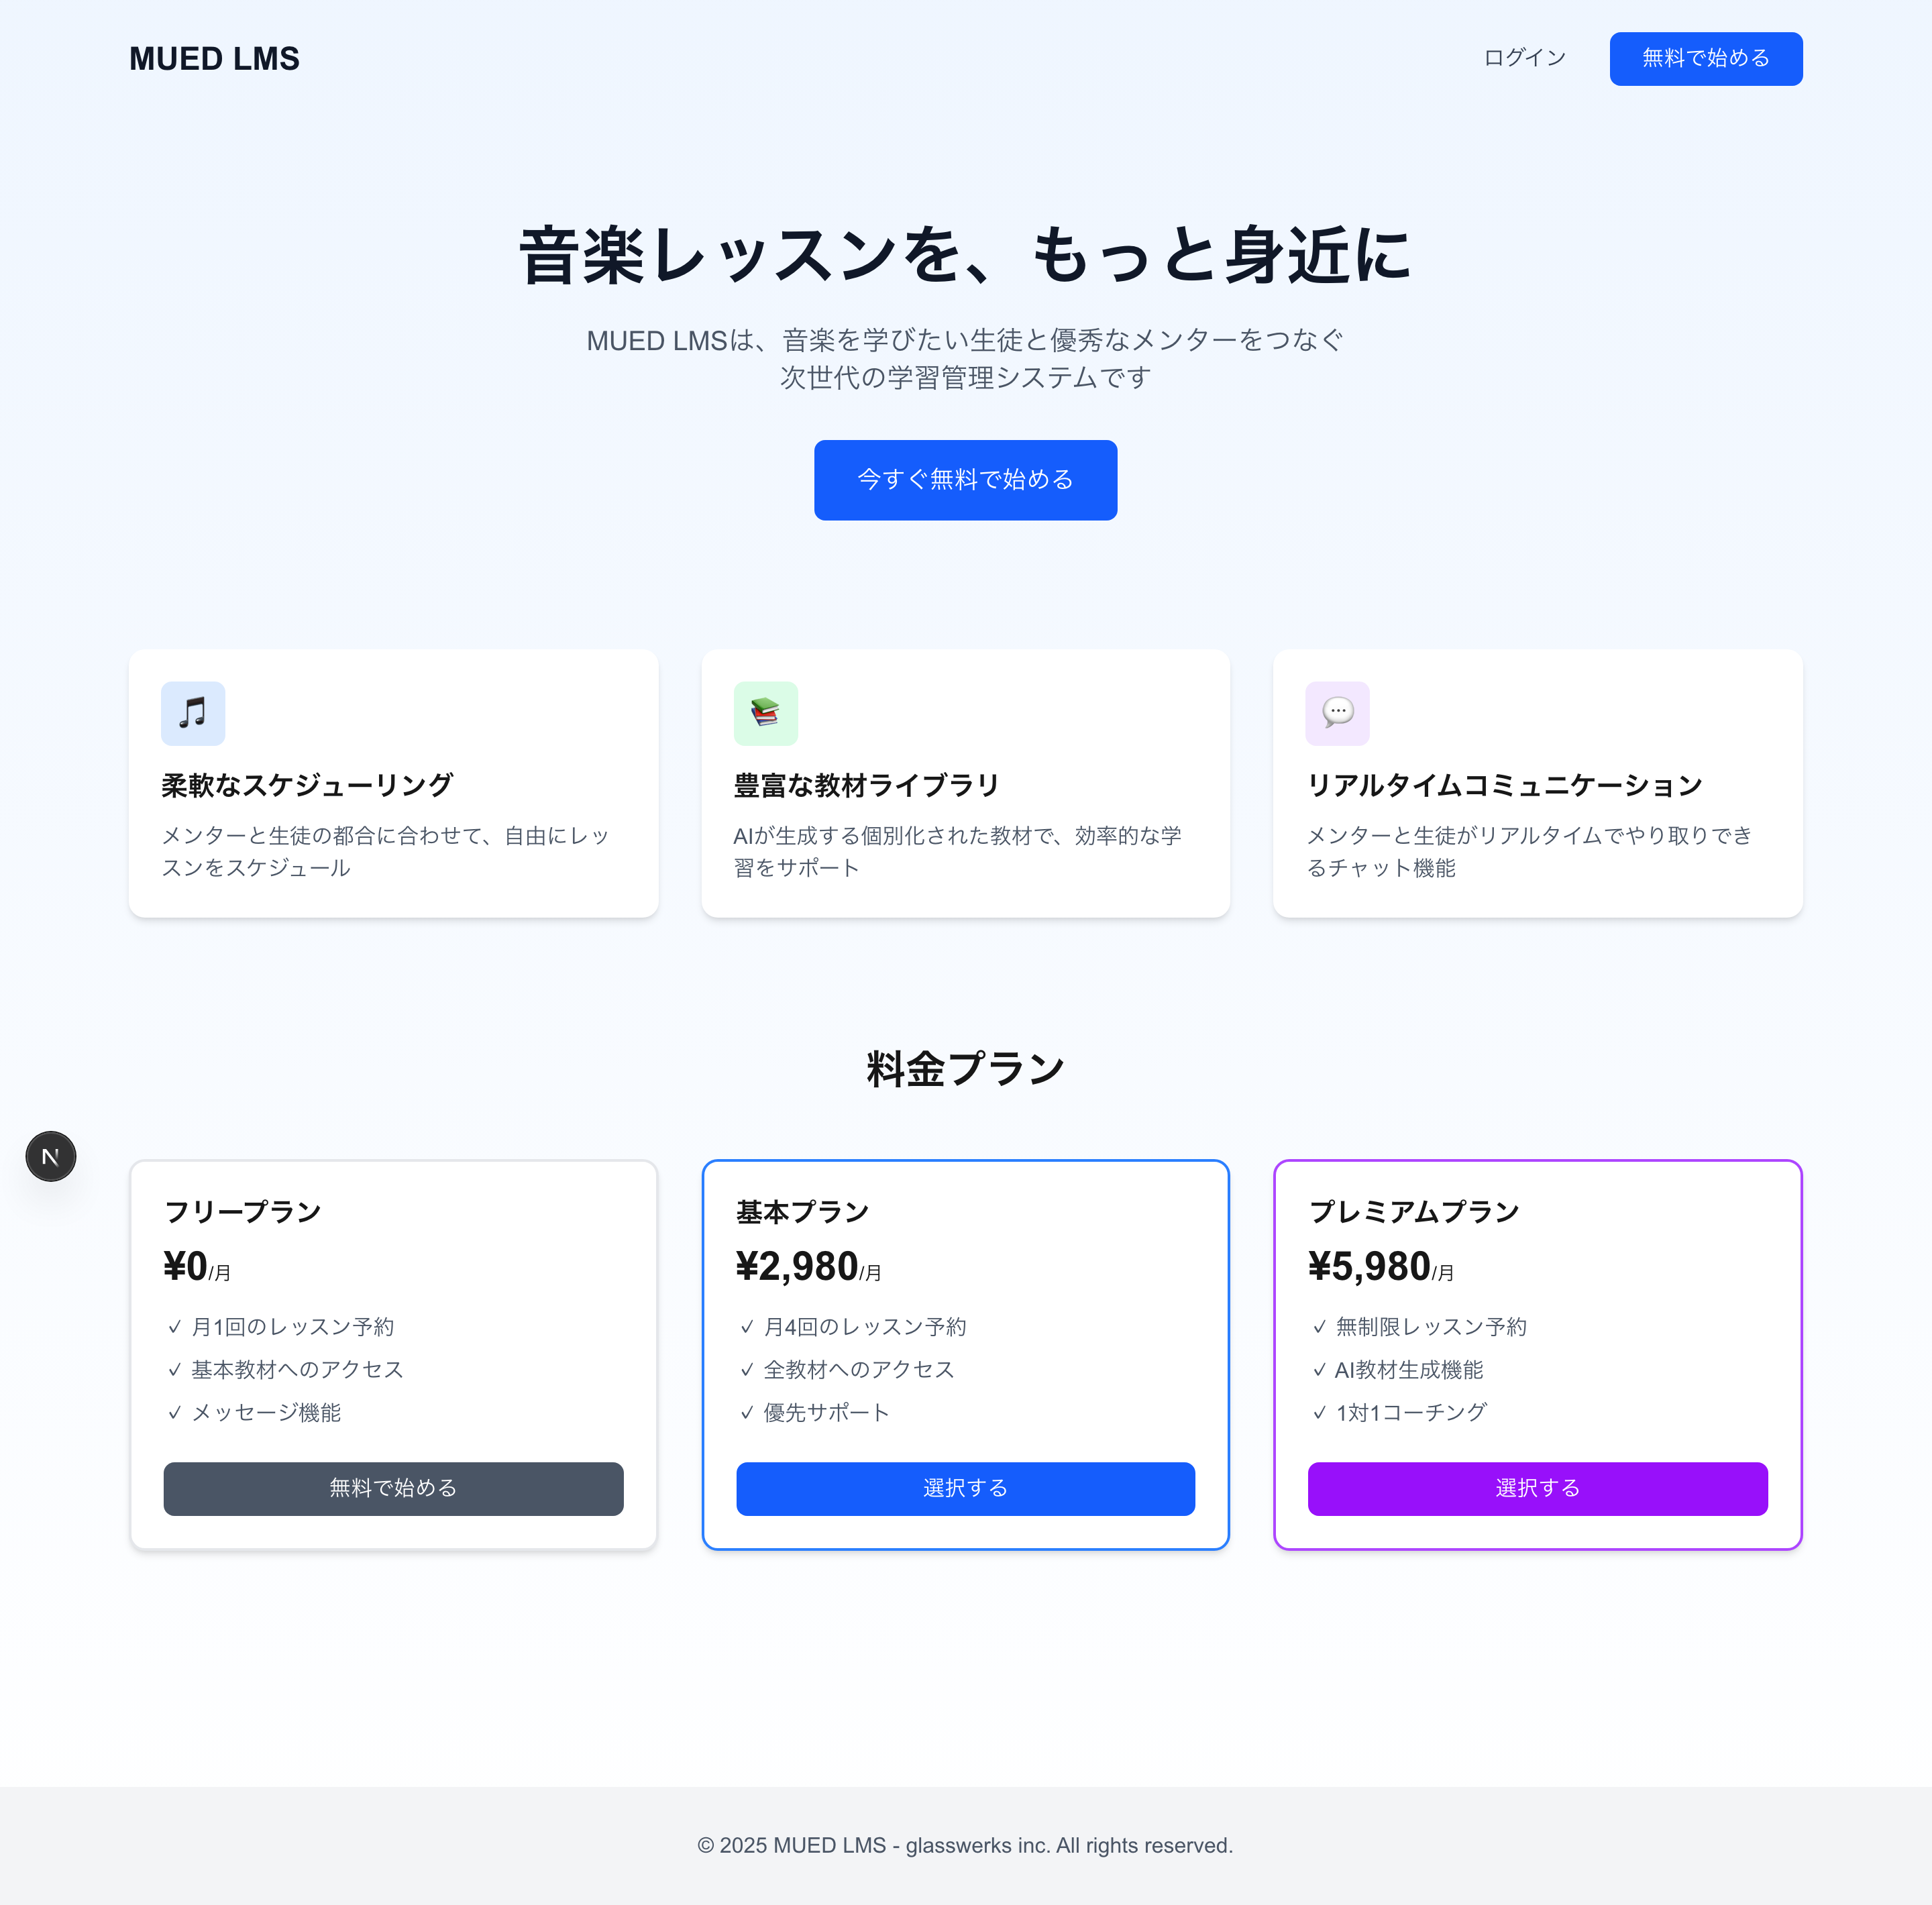 MUED LMS
ログイン
無料で始める
音楽レッスンを、もっと身近に
MUED LMSは、音楽を学びたい生徒と優秀なメンターをつなぐ
次世代の学習管理システムです
今すぐ無料で始める
柔軟なスケジューリング
メンターと生徒の都合に合わせて、自由にレッ
スンをスケジュール
豊富な教材ライブラリ
AIが生成する個別化された教材で、効率的な学
習をサポート
リアルタイムコミュニケーション
メンターと生徒がリアルタイムでやり取りでき
るチャット機能
料金プラン
N
フリープラン
¥0/月
✓ 月1回のレッスン予約
✓ 基本教材へのアクセス
✓ メッセージ機能
無料で始める
基本プラン
¥2,980/月
✓ 月4回のレッスン予約
✓ 全教材へのアクセス
✓ 優先サポート
選択する
プレミアムプラン
¥5,980/月
✓ 無制限レッスン予約
✓ AI教材生成機能
✓ 1対1コーチング
選択する
© 2025 MUED LMS - glasswerks inc. All rights reserved.